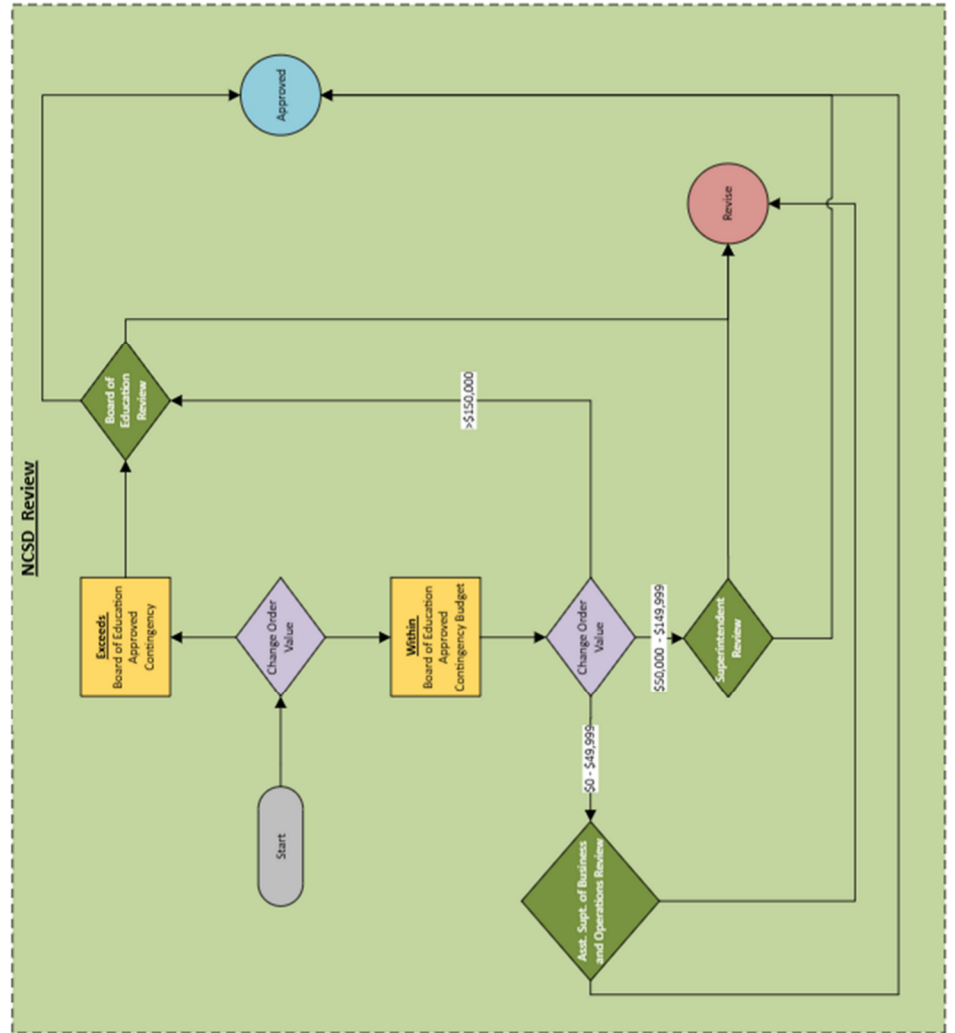 NCSD Review
Exceeds
Board of Education
Approved
Contingency
Board of
Education
Review
Approved
Start
Change Order
Value
Within
Board of Education
Approved
Contingency Budget
>$150,000
Change Order
Value
$0 - $49,999
$50,000 - $149,999
Asst. Supt. of Business
and Operations Review
Superintendent
Review
Revise